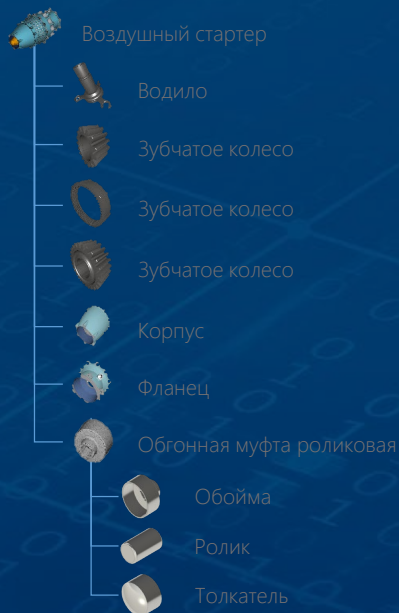 Воздушный стартер
Водило
Зубчатое колесо
Зубчатое колесо
Зубчатое колесо
Корпус
Фланец
Обгонная муфта роликовая
Обойма
Ролик
Толкатель